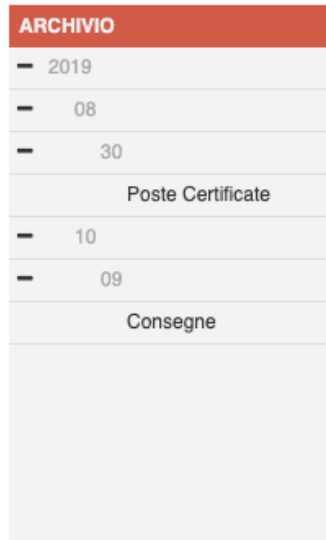 ARCHIVIO
2019
08
30
Poste Certificate
10
09
Consegne